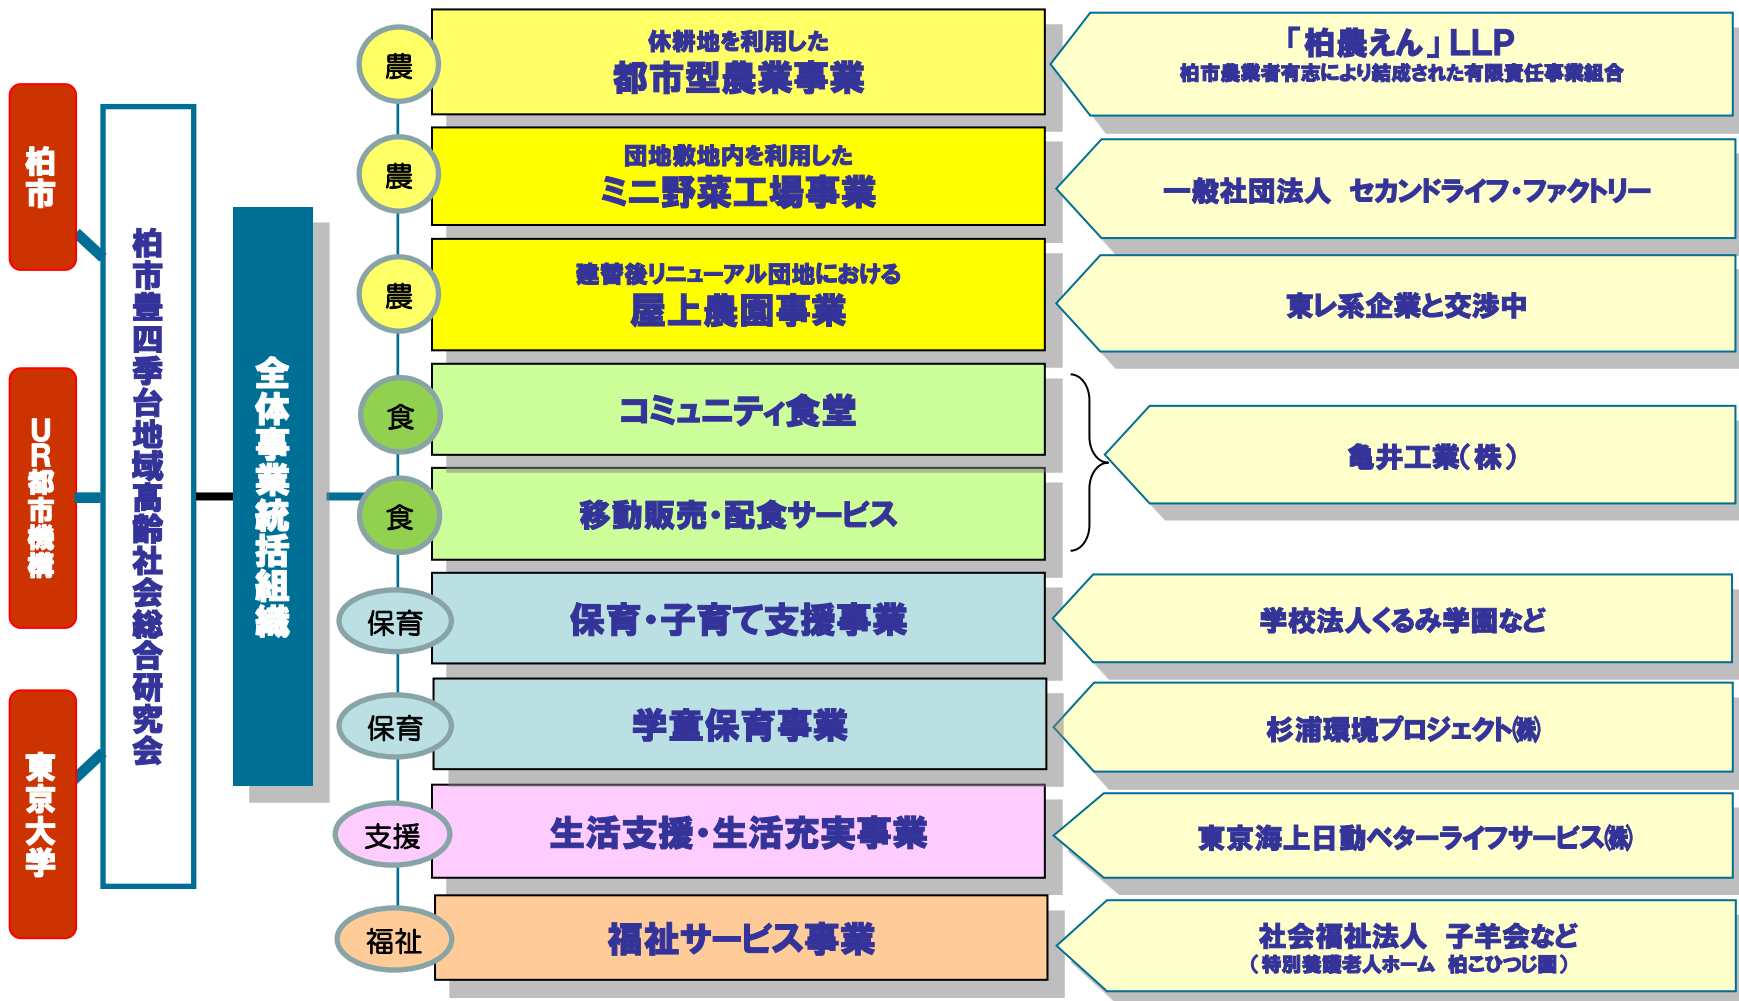 柏市
UR都市機構
東京大学
柏市豊四季台地域高齢社会総合研究会
全体事業統括組織
農
休耕地を利用した
都市型農業事業
「柏農えん」LLP
柏市農業者有志により結成された有限責任事業組合
農
団地敷地内を利用した
ミニ野菜工場事業
一般社団法人　セカンドライフ・ファクトリー
農
建替後リニューアル団地における
屋上農園事業
東レ系企業と交渉中
食
コミュニティ食堂
食
移動販売・配食サービス
亀井工業(株)
保育
保育・子育て支援事業
学校法人くるみ学園など
保育
学童保育事業
杉浦環境プロジェクト㈱
支援
生活支援・生活充実事業
東京海上日動ベターライフサービス㈱
福祉
福祉サービス事業
社会福祉法人　子羊会など
(特別養護老人ホーム　柏こひつじ園)